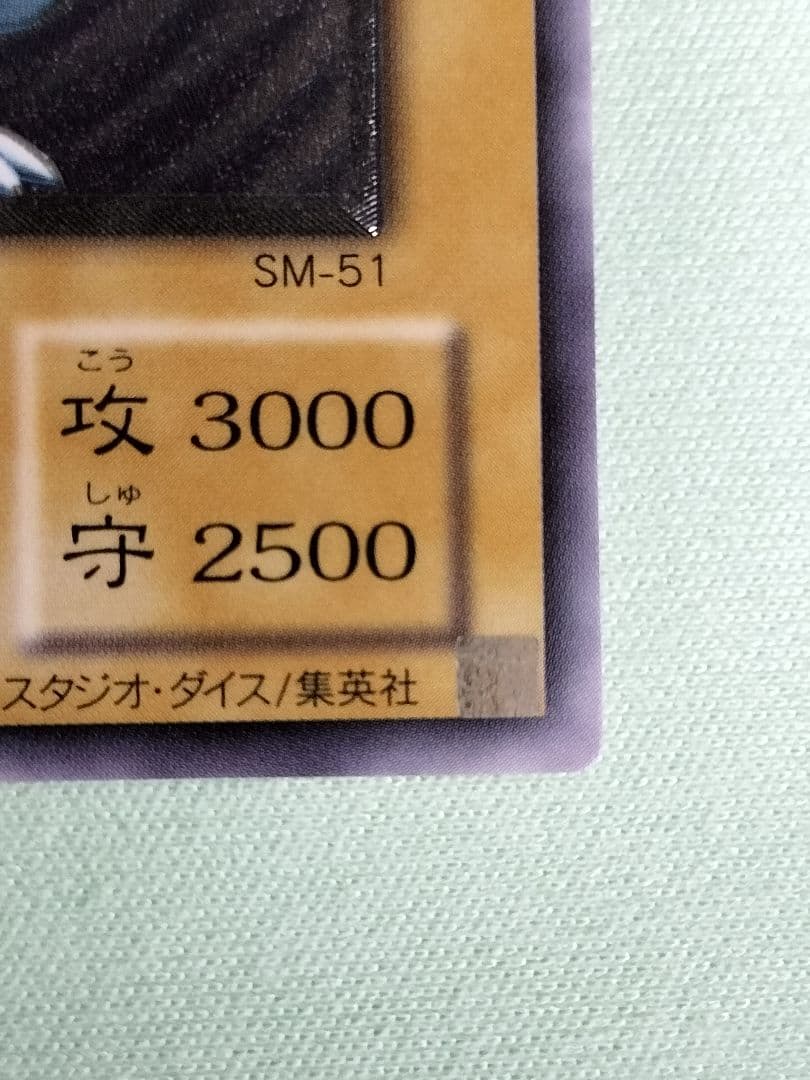 SM-51
こう
攻 3000
しゅ
守 2500
スタジオ・ダイス/集英社